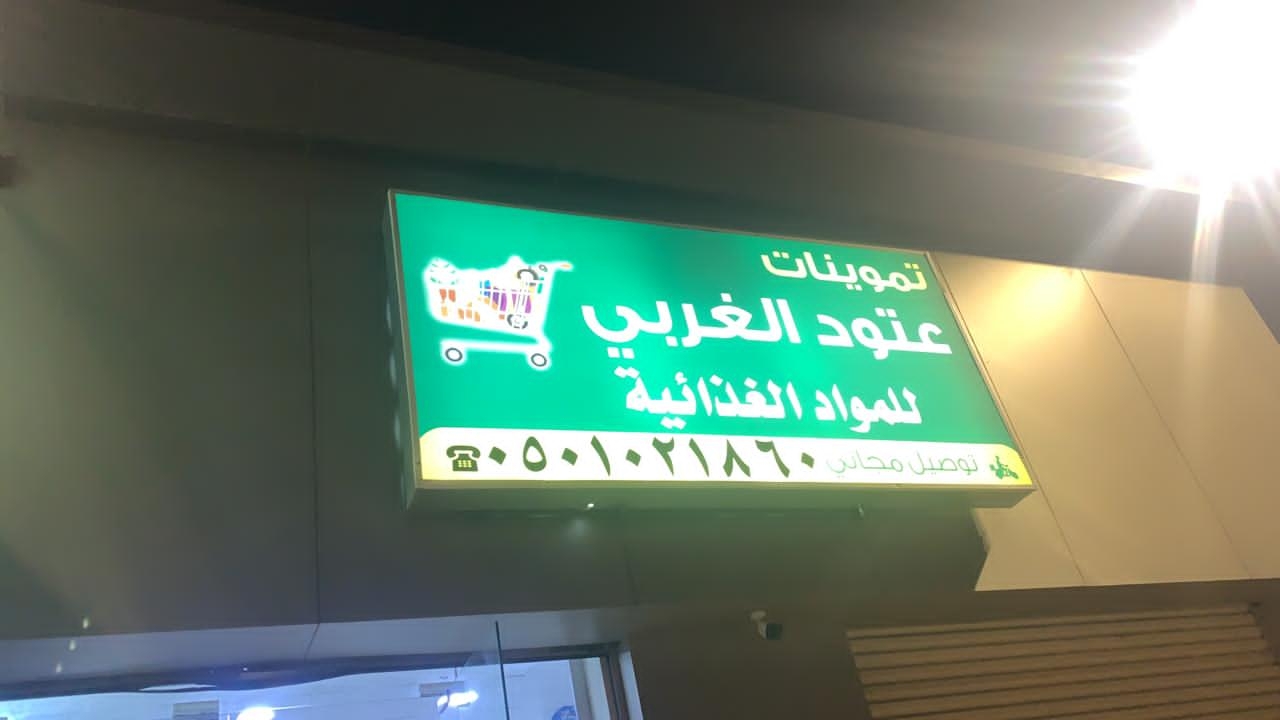 تموينات
عتود الغربي
للمواد الغذائية
توصيل مجاني ٠٥٠١٠٢١٨٦٠